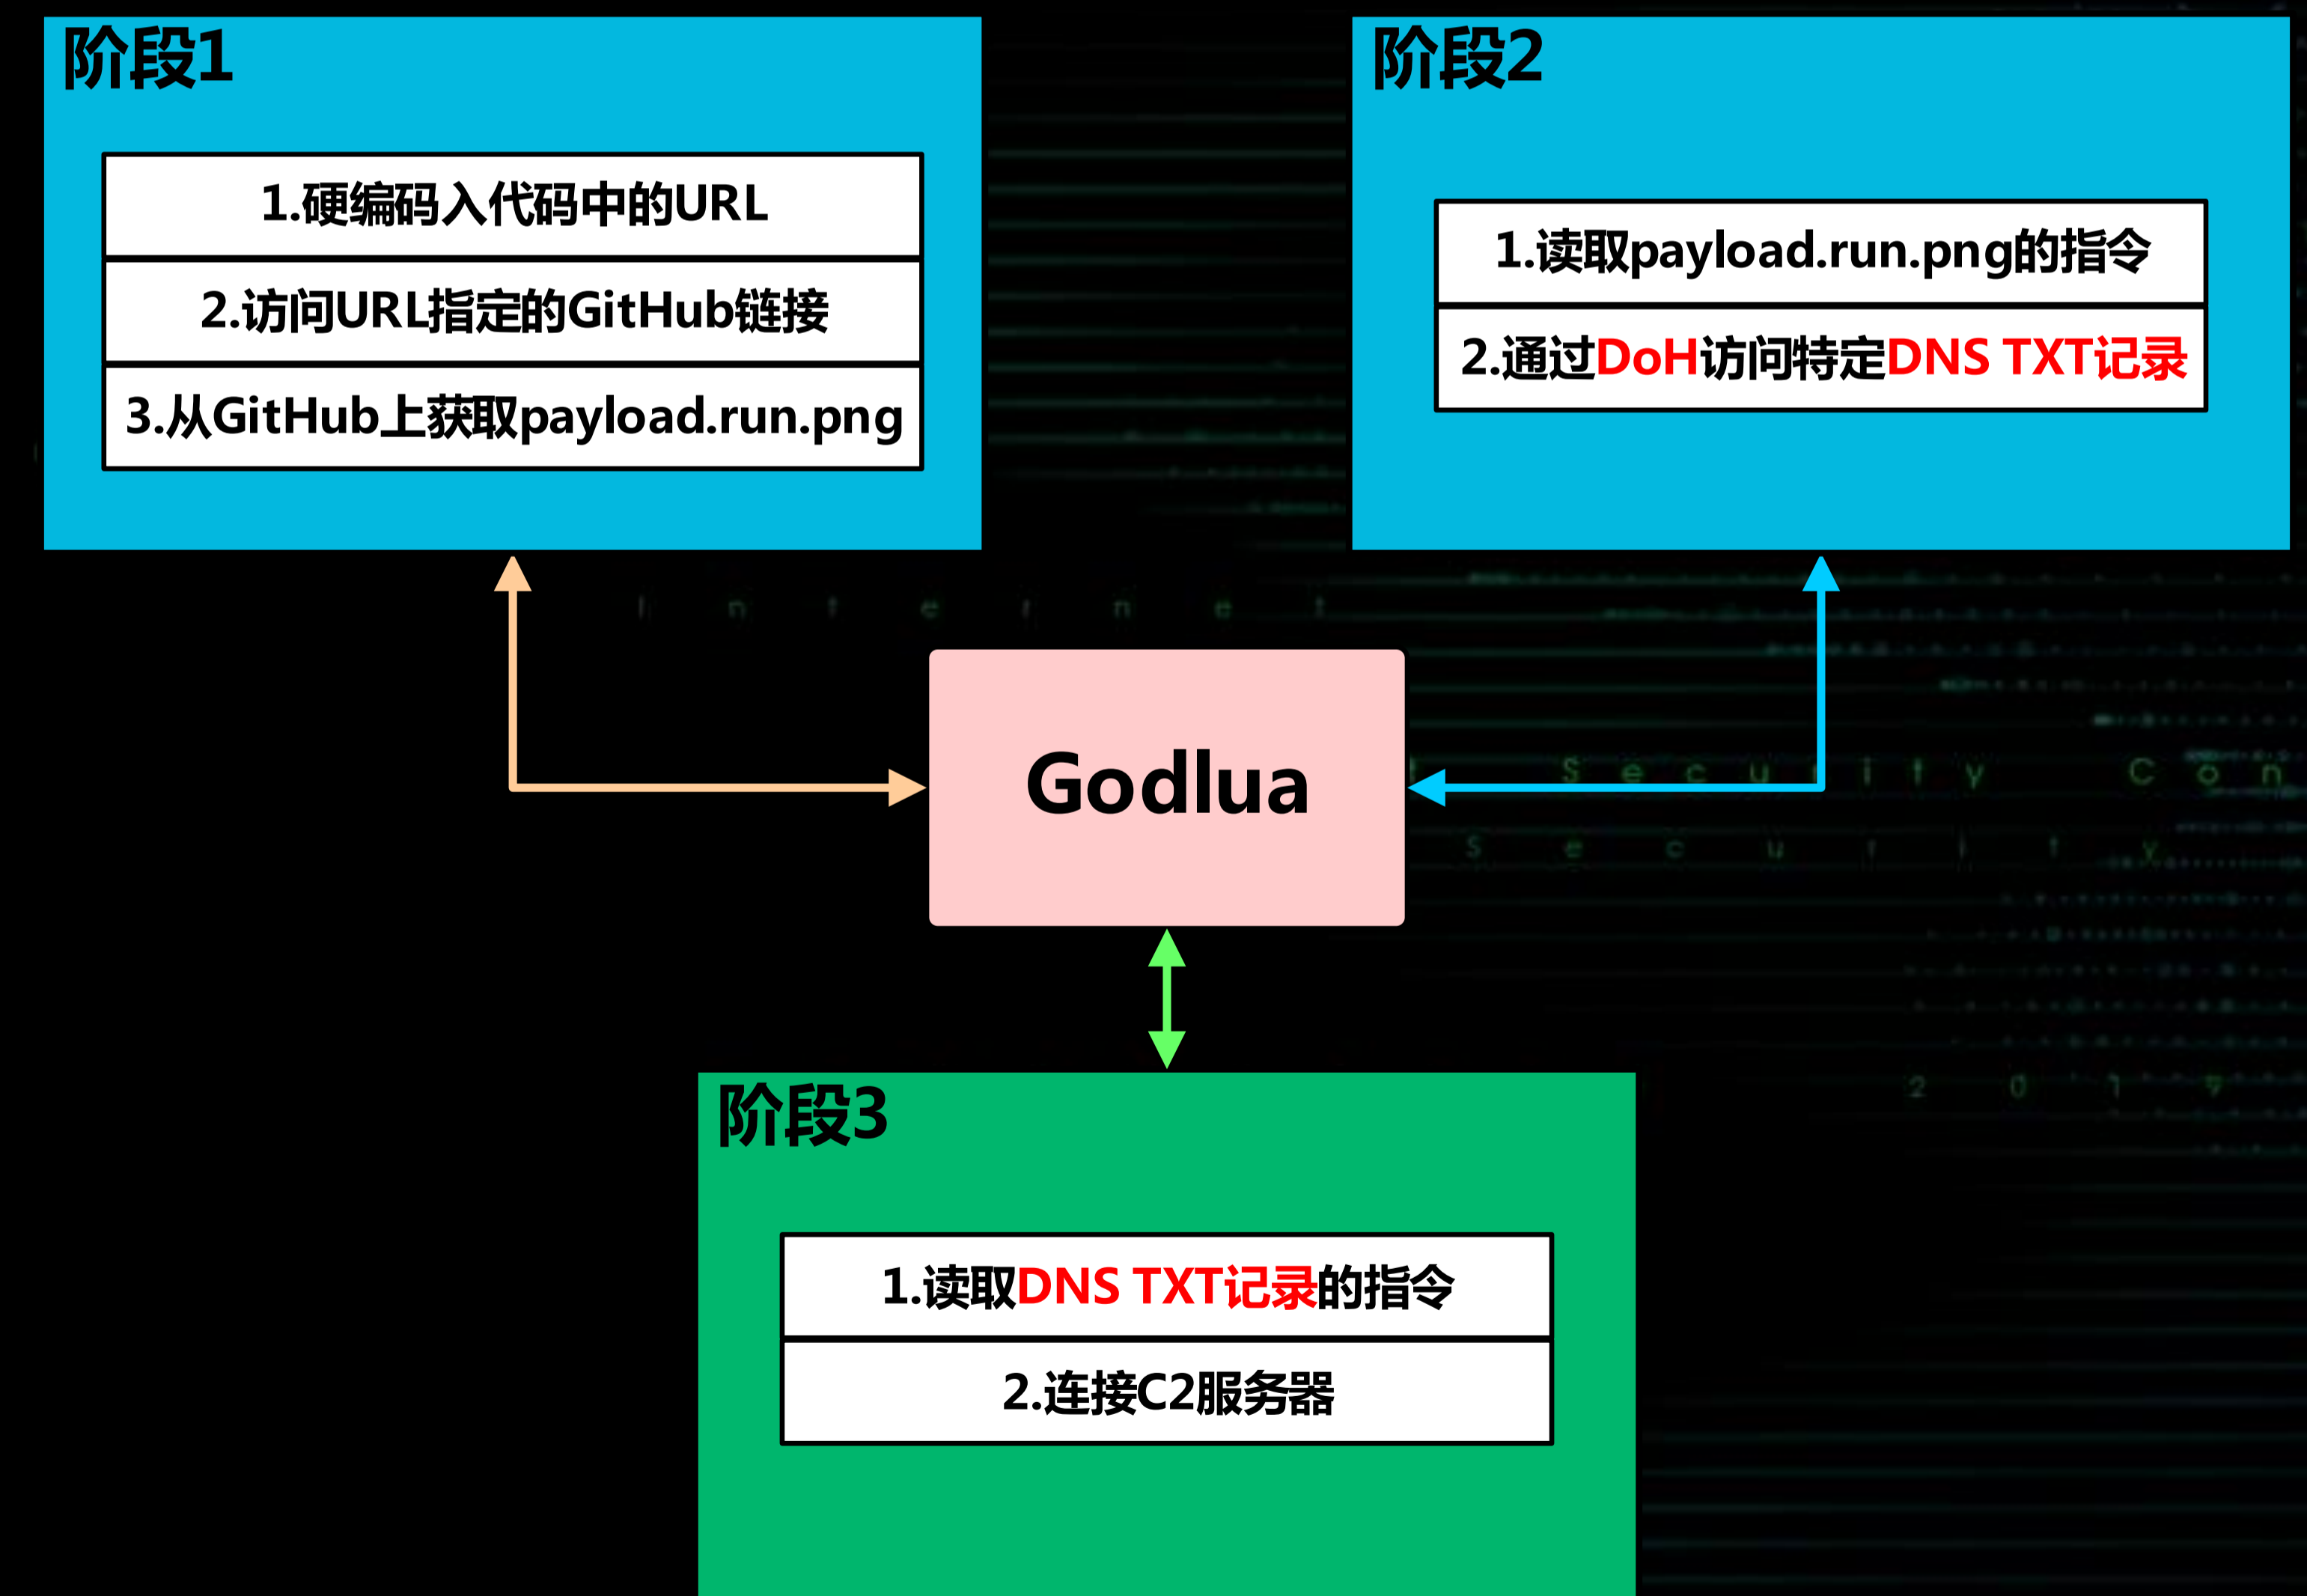 阶段1
1.硬编码入代码中的URL
2.访问URL指定的GitHub链接
3.从GitHub上获取payload.run.png
阶段2
1.读取payload.run.png的指令
2.通过DoH访问特定DNS TXT记录
I n t e r n e t
Godlua
S e c u r i t y C o n
S e c u r i t y
阶段3
2 0 1 9
1.读取DNS TXT记录的指令
2.连接C2服务器